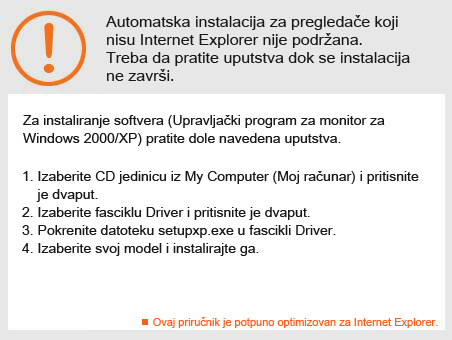 Automatska instalacija za pregledače koji
nisu Internet Explorer nije podržana.
Treba da pratite uputstva dok se instalacija
ne završi.
Za instaliranje softvera (Upravljački program za monitor za
Windows 2000/XP) pratite dole navedena uputstva.
1. Izaberite CD jedinicu iz My Computer (Moj računar) i pritisnite
je dvaput.
2. Izaberite fasciklu Driver i pritisnite je dvaput.
3. Pokrenite datoteku setupxp.exe u fascikli Driver.
4. Izaberite svoj model i instalirajte ga.
Ovaj priručnik je potpuno optimizovan za Internet Explorer.